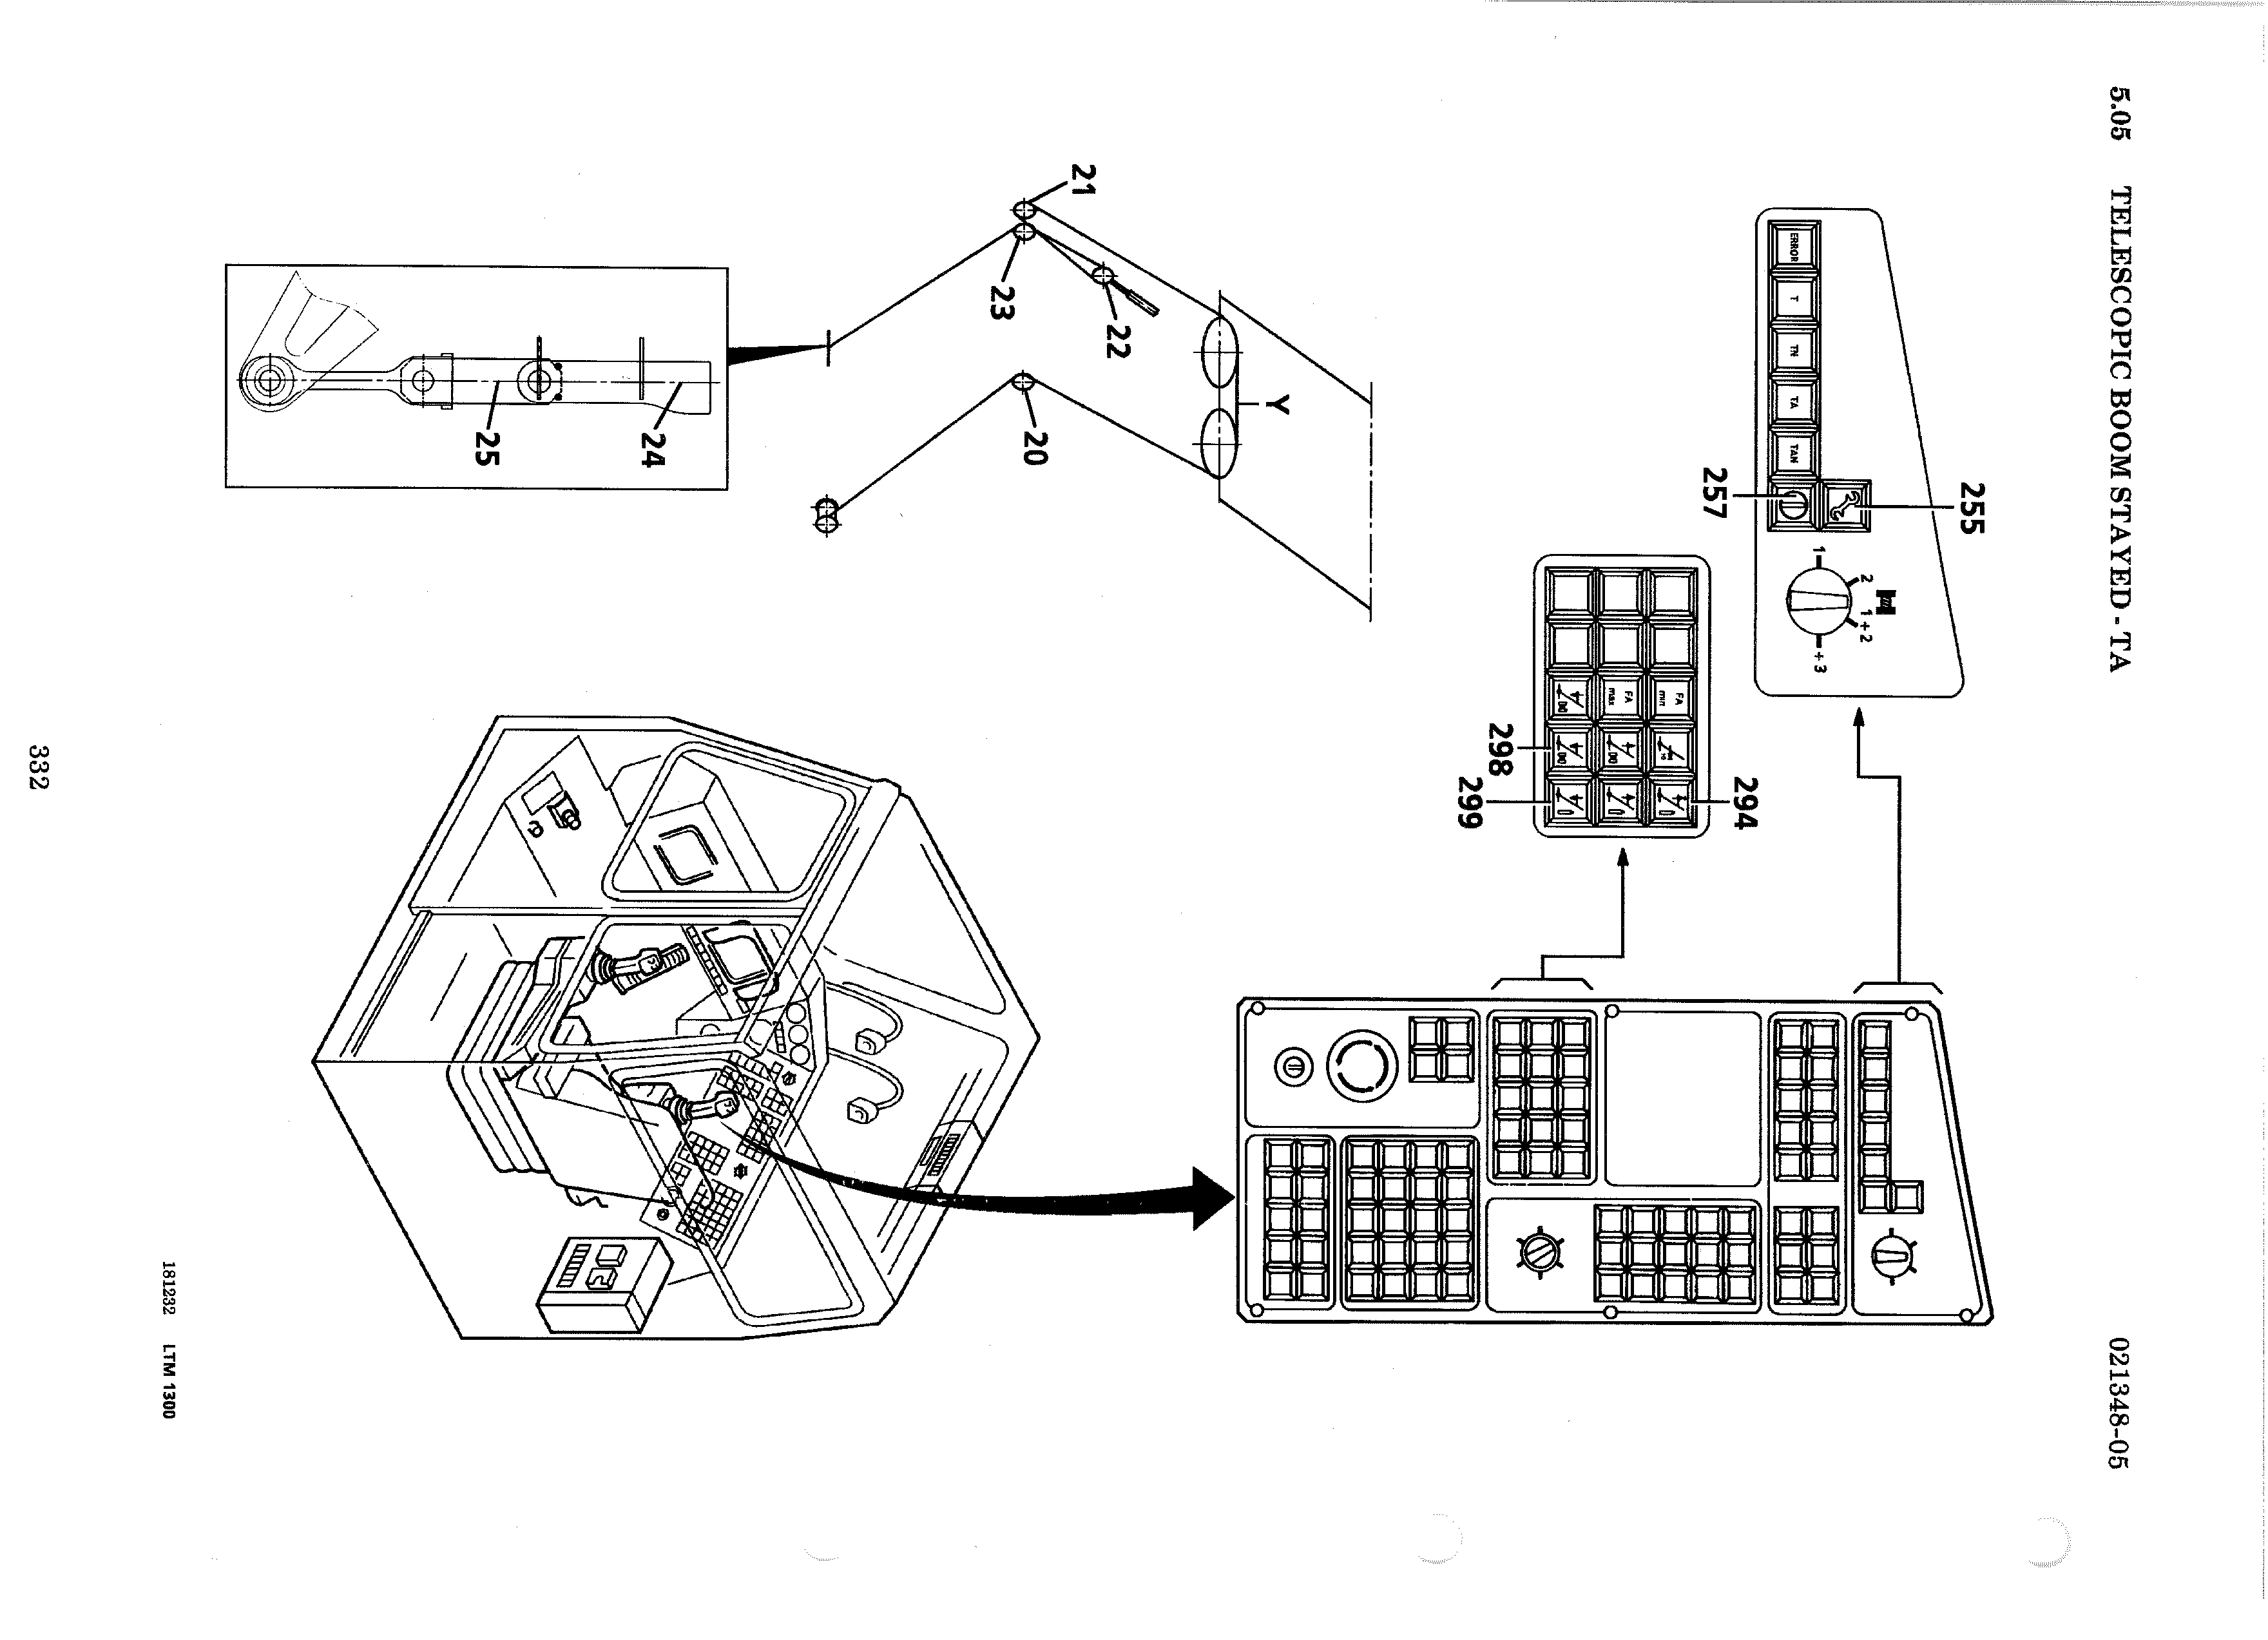 5.05 TELESCOPIC BOOM STAYED - TA
021348-05
255
ERROR
T
TN
TA
TAN
257
1
2
1+2
+3
294
FA
min
FA
max
298
299
Y
21
22
23
20
24
25
181232 LTM 1300
332